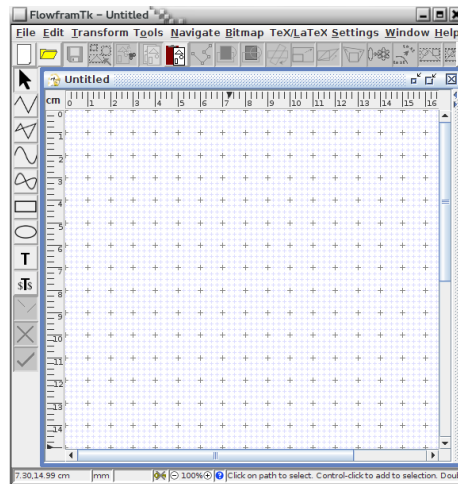 FlowframTk - Untitled
File Edit Transform Tools Navigate Bitmap TeX/LaTeX Settings Window Help
Untitled
cm 0 1 2 3 4 5 6 7 8 9 10 11 12 13 14 15 16
0
1
2
3
4
5
6
7
8
9
10
11
12
13
14
T
$T$
7.30,14.99 cm mm 100% Click on path to select. Control-click to add to selection. Dou